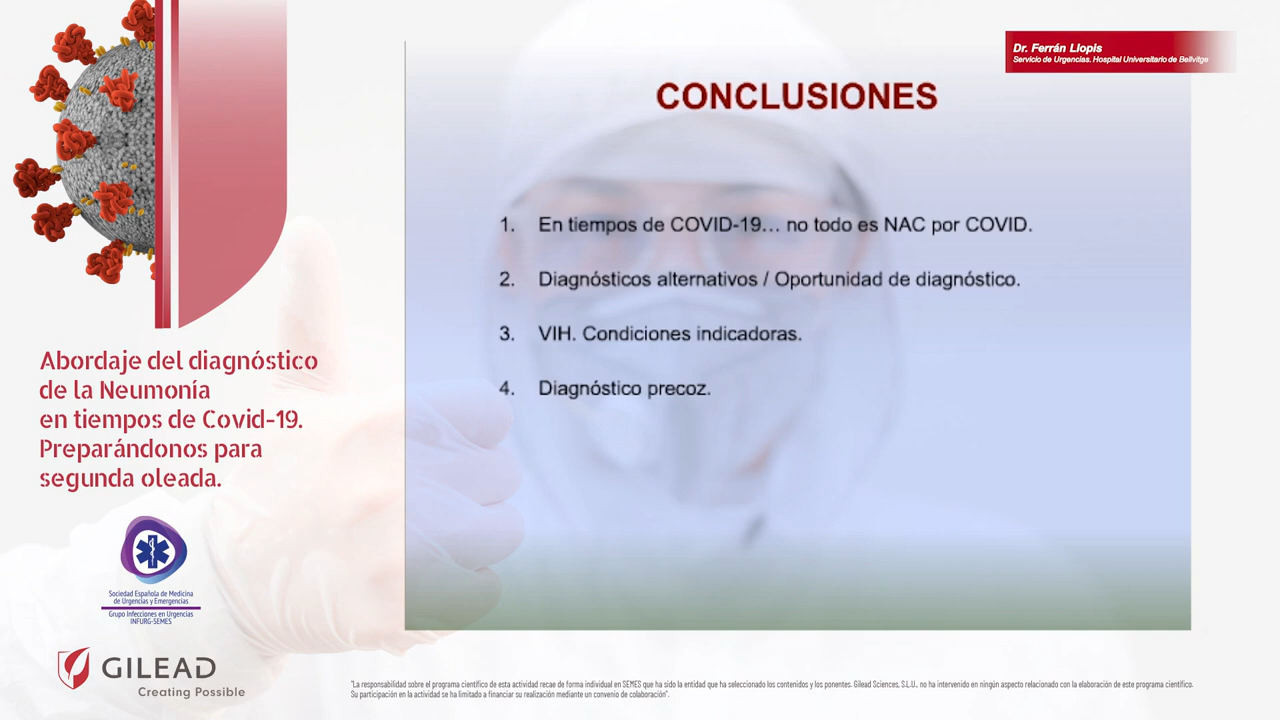 Dr. Ferrán Llopis
Servicio de Urgencias. Hospital Universitario de Bellvitge
CONCLUSIONES
1. En tiempos de COVID-19... no todo es NAC por COVID.
2. Diagnósticos alternativos / Oportunidad de diagnóstico.
3. VIH. Condiciones indicadoras.
4. Diagnóstico precoz.
Abordaje del diagnóstico
de la Neumonía
en tiempos de Covid-19.
Preparándonos para
segunda oleada.
Sociedad Española de Medicina
de Urgencias y Emergencias
Grupo Infecciones en Urgencias
INFURG-SEMES
GILEAD
Creating Possible
"La responsabilidad sobre el programa científico de esta actividad recae de forma individual en SEMES que ha sido la entidad que ha seleccionado los contenidos y los ponentes. Gilead Sciences, S.L.U., no ha intervenido en ningún aspecto relacionado con la elaboración de este programa científico.
Su participación en la actividad se ha limitado a financiar su realización mediante un convenio de colaboración".